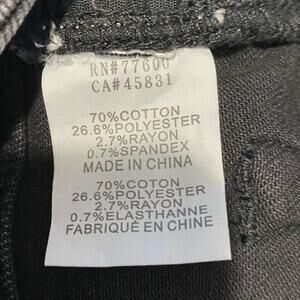 RN#77600
CA#45831
70%COTTON
26.6%POLYESTER
2.7%RAYON
0.7%SPANDEX
MADE IN CHINA
70%COTON
26.6%POLYESTER
2.7%RAYON
0.7%ELASTHANNE
FABRIQUÉ EN CHINE